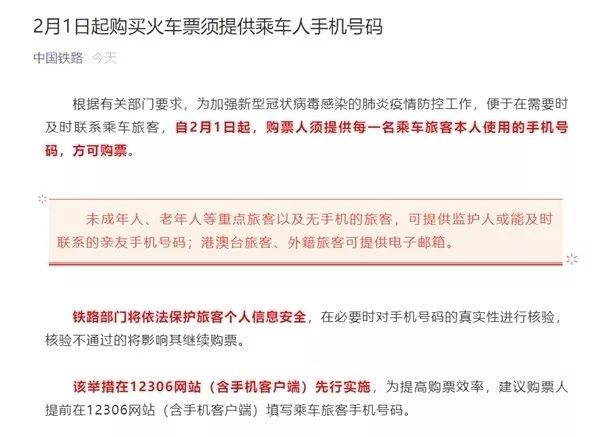 2月1日起购买火车票须提供乘车人手机号码
中国铁路 今天
根据有关部门要求，为加强新型冠状病毒感染的肺炎疫情防控工作，便于在需要时
及时联系乘车旅客，自2月1日起，购票人须提供每一名乘车旅客本人使用的手机号
码，方可购票。
未成年人、老年人等重点旅客以及无手机的旅客，可提供监护人或能及时
联系的亲友手机号码；港澳台旅客、外籍旅客可提供电子邮箱。
铁路部门将依法保护旅客个人信息安全，在必要时对手机号码的真实性进行核验，
核验不通过的将影响其继续购票。
该举措在12306网站（含手机客户端）先行实施，为提高购票效率，建议购票人
提前在12306网站（含手机客户端）填写乘车旅客手机号码。